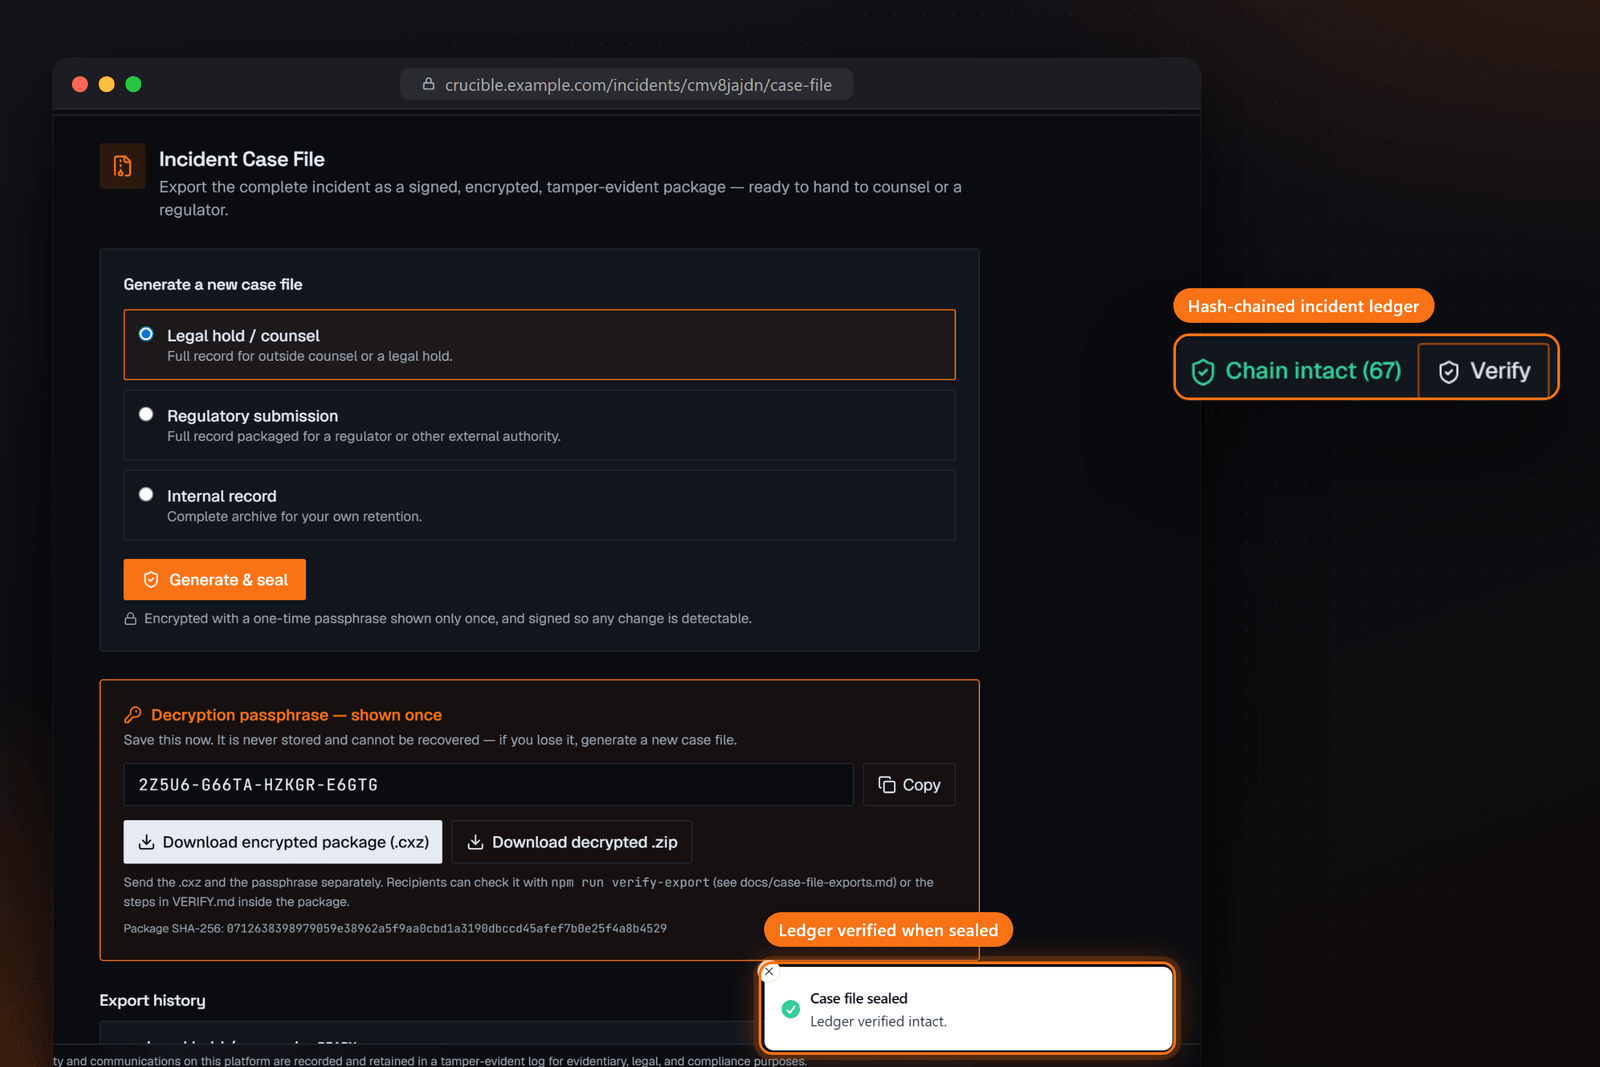 crucible.example.com/incidents/cmv8jajdn/case-file
Incident Case File
Export the complete incident as a signed, encrypted, tamper-evident package — ready to hand to counsel or a
regulator.
Generate a new case file
Legal hold / counsel
Full record for outside counsel or a legal hold.
Regulatory submission
Full record packaged for a regulator or other external authority.
Internal record
Complete archive for your own retention.
Generate & seal
Encrypted with a one-time passphrase shown only once, and signed so any change is detectable.
Hash-chained incident ledger
Chain intact (67)
Verify
Decryption passphrase — shown once
Save this now. It is never stored and cannot be recovered — if you lose it, generate a new case file.
2Z5U6-G66TA-HZKGR-E6GTG
Copy
Download encrypted package (.cxz)
Download decrypted .zip
Send the .cxz and the passphrase separately. Recipients can check it with npm run verify-export (see docs/case-file-exports.md) or the
steps in VERIFY.md inside the package.
Package SHA-256: 0712638398979059e38962a5f9aa0cbd1a3190dbccd45afef7b0e25f4a8b4529
Ledger verified when sealed
Case file sealed
Ledger verified intact.
Export history
ty and communications on this platform are recorded and retained in a tamper-evident log for evidentiary, legal, and compliance purposes.